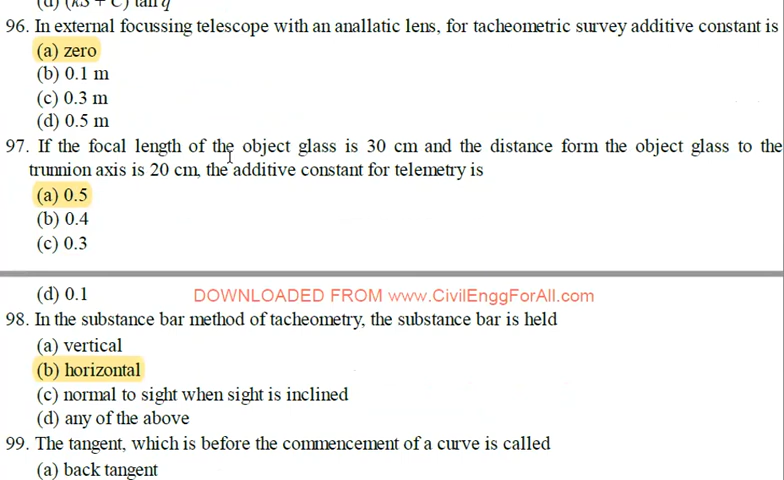 (d) (kS + C) tan q
96. In external focussing telescope with an anallatic lens, for tacheometric survey additive constant is
(a) zero
(b) 0.1 m
(c) 0.3 m
(d) 0.5 m
97. If the focal length of the object glass is 30 cm and the distance form the object glass to the
trunnion axis is 20 cm, the additive constant for telemetry is
(a) 0.5
(b) 0.4
(c) 0.3
(d) 0.1
DOWNLOADED FROM www.CivilEnggForAll.com
98. In the substance bar method of tacheometry, the substance bar is held
(a) vertical
(b) horizontal
(c) normal to sight when sight is inclined
(d) any of the above
99. The tangent, which is before the commencement of a curve is called
(a) back tangent